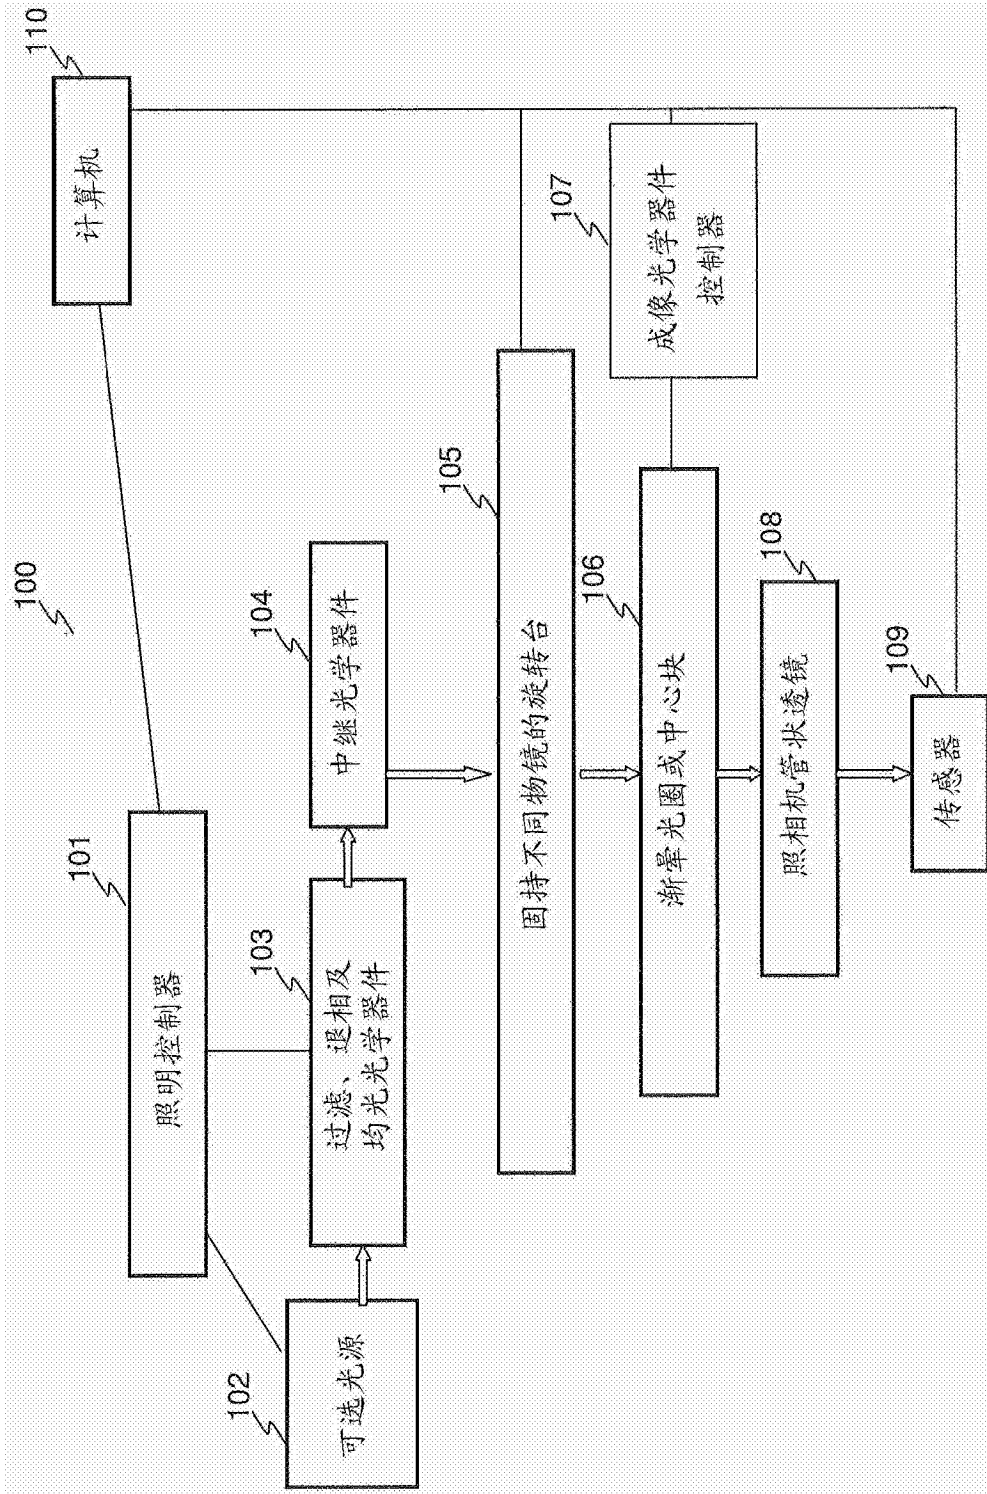 100
110
计算机
101
照明控制器
102
可选光源
103
过滤、退相及
均光光学器件
104
中继光学器件
105
固持不同物镜的旋转台
106
渐晕光圈或中心块
107
成像光学器件
控制器
108
照相机管状透镜
109
传感器